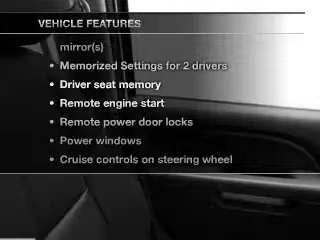 VEHICLE FEATURES
mirror(s)
• Memorized Settings for 2 drivers
• Driver seat memory
• Remote engine start
• Remote power door locks
• Power windows
• Cruise controls on steering wheel